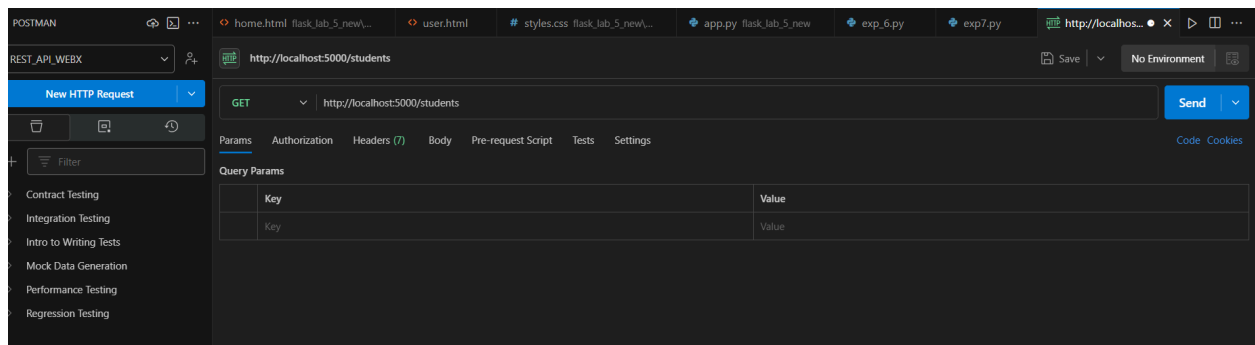 POSTMAN
REST_API_WEBX
New HTTP Request
Filter
Contract Testing
Integration Testing
Intro to Writing Tests
Mock Data Generation
Performance Testing
Regression Testing
home.html flask_lab_5_new\...
user.html
# styles.css flask_lab_5_new\...
app.py flask_lab_5_new
exp_6.py
exp7.py
HTTP http://localhos...
HTTP http://localhost:5000/students
Save
No Environment
GET http://localhost:5000/students
Send
Params Authorization Headers (7) Body Pre-request Script Tests Settings
Code Cookies
Query Params
Key Value
Key Value